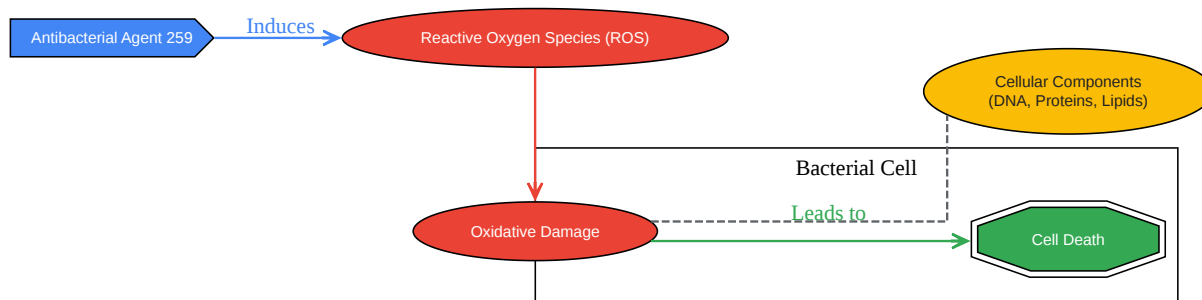 Antibacterial Agent 259
Induces
Reactive Oxygen Species (ROS)
Cellular Components
(DNA, Proteins, Lipids)
Bacterial Cell
Oxidative Damage
Leads to
Cell Death